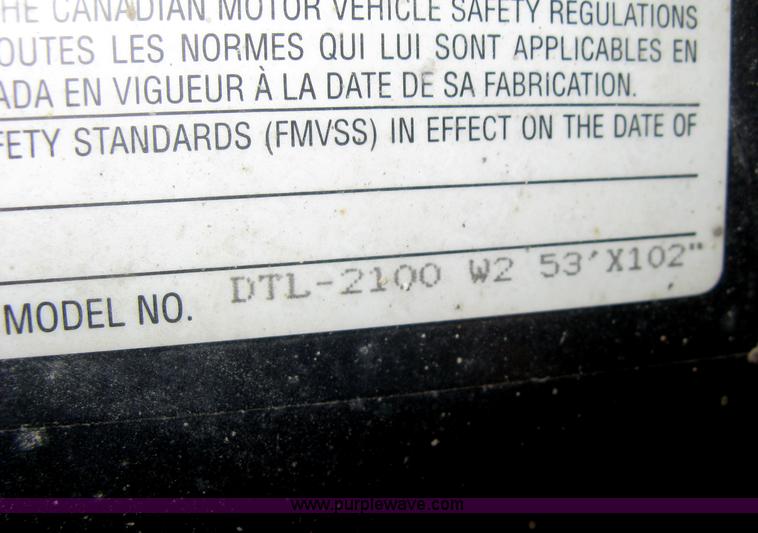 HE CANADIAN MOTOR VEHICLE SAFETY REGULATIONS
OUTES LES NORMES QUI LUI SONT APPLICABLES EN
ADA EN VIGUEUR À LA DATE DE SA FABRICATION.
FETY STANDARDS (FMVSS) IN EFFECT ON THE DATE OF
MODEL NO. DTL-2100 W2 53'X102"
www.purplewave.com